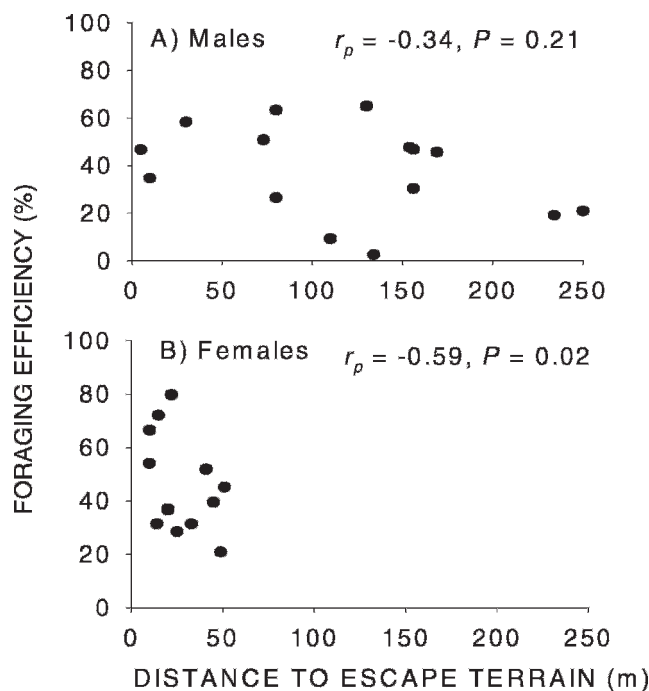 100
A) Males
rp = -0.34, P = 0.21
80
60
40
20
0
0 50 100 150 200 250
FORAGING EFFICIENCY (%)
100
B) Females
rp = -0.59, P = 0.02
80
60
40
20
0
0 50 100 150 200 250
DISTANCE TO ESCAPE TERRAIN (m)